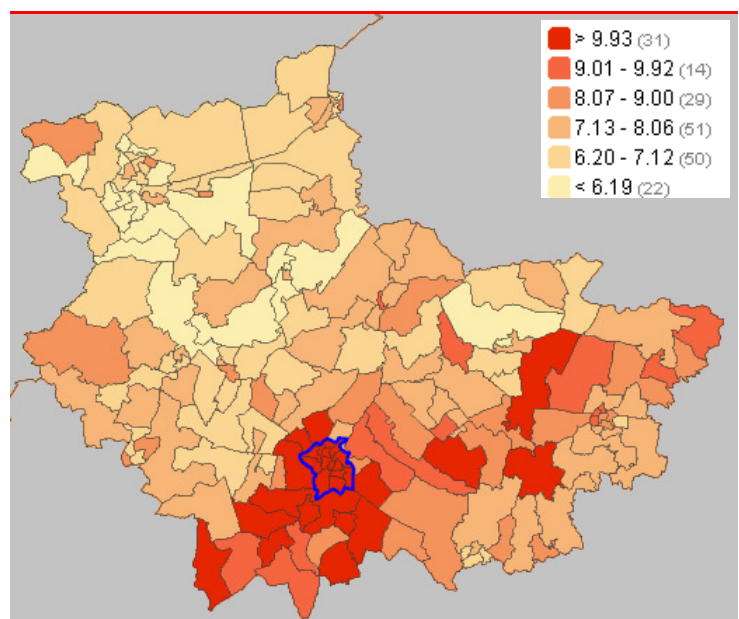 > 9.93 (31)
9.01 - 9.92 (14)
8.07 - 9.00 (29)
7.13 - 8.06 (51)
6.20 - 7.12 (50)
< 6.19 (22)